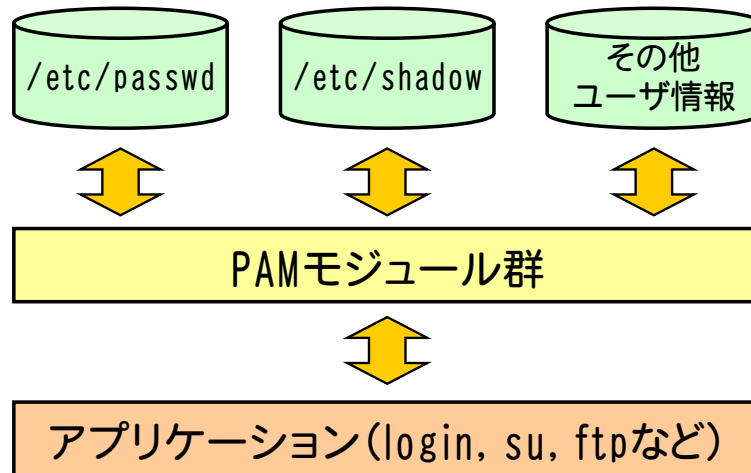 /etc/passwd
/etc/shadow
その他
ユーザ情報
PAMモジュール群
アプリケーション(login, su, ftpなど)